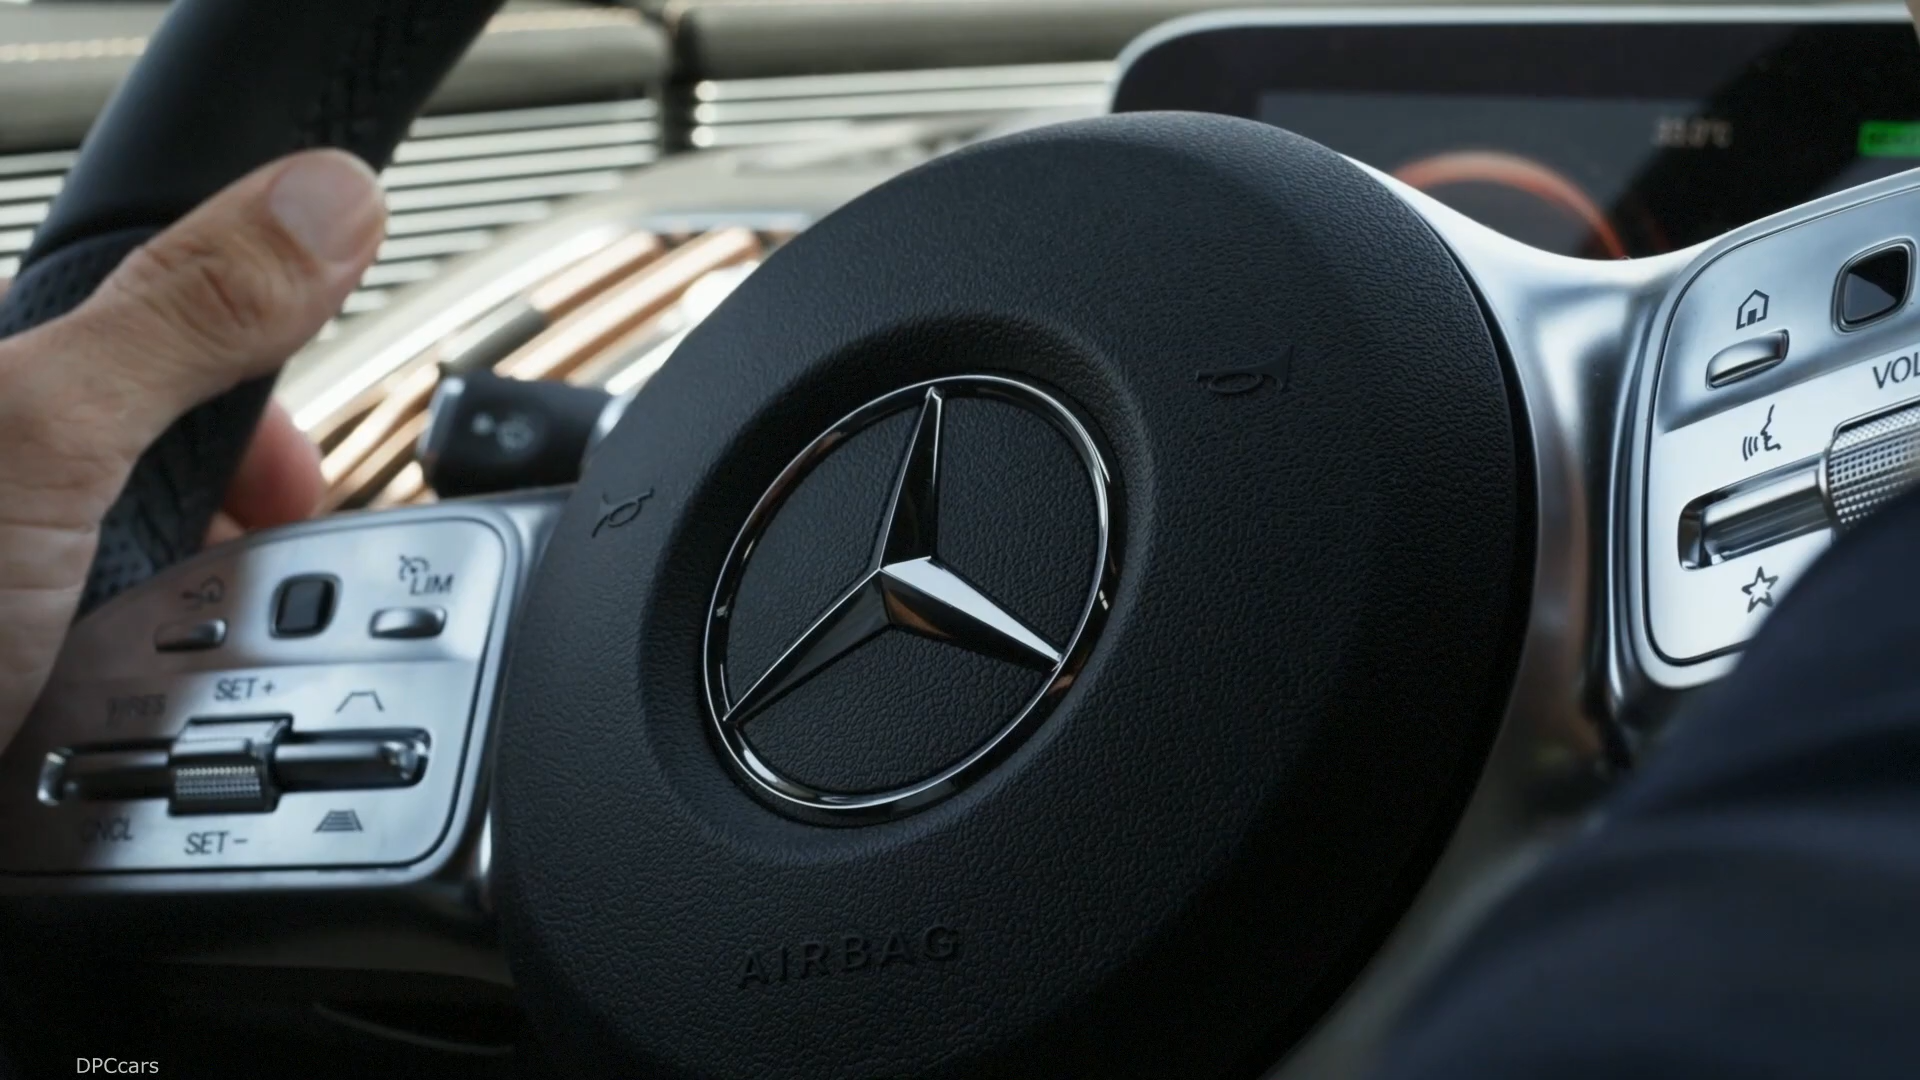 VOL
LIM
SET +
SET −
CNCL
AIRBAG
DPCcars